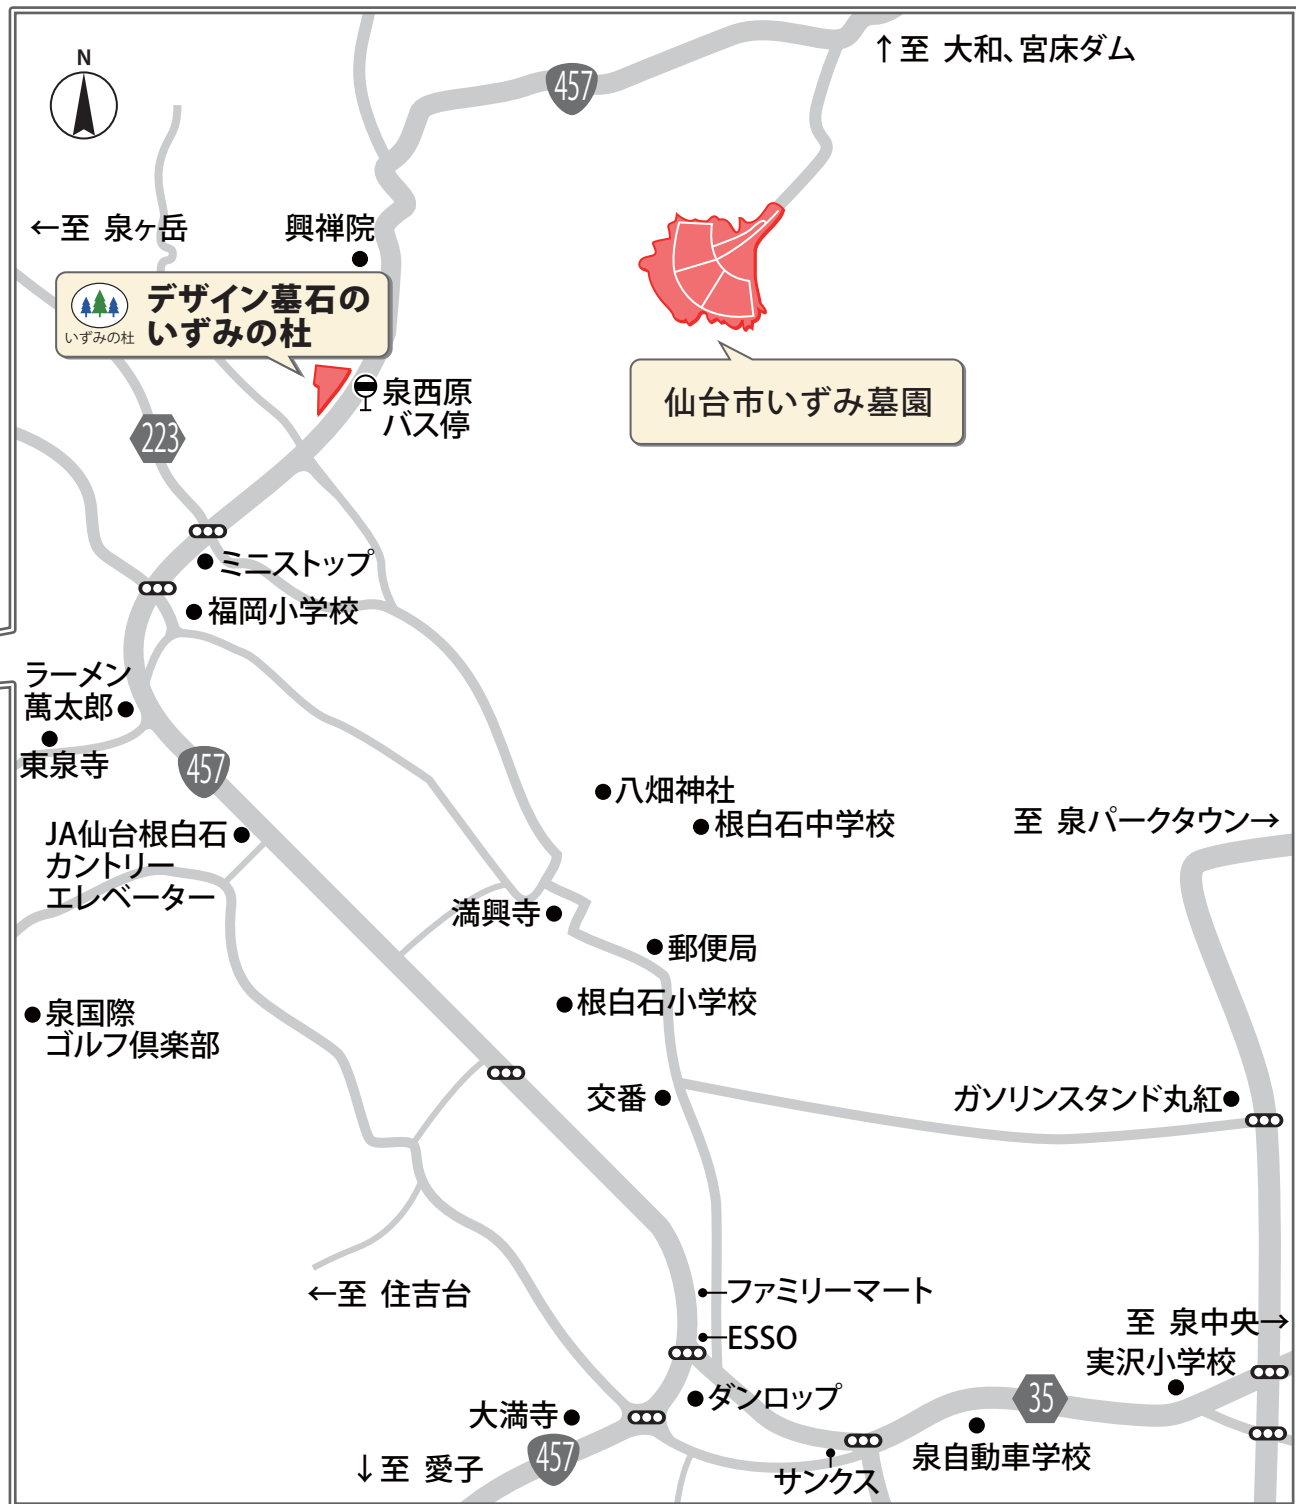 N
↑至 大和、宮床ダム
457
←至 泉ヶ岳
興禅院
いずみの杜
デザイン墓石の
いずみの杜
泉西原
バス停
仙台市いずみ墓園
223
ミニストップ
福岡小学校
ラーメン
萬太郎
東泉寺
457
八畑神社
根白石中学校
至 泉パークタウン→
JA仙台根白石
カントリー
エレベーター
満興寺
郵便局
根白石小学校
泉国際
ゴルフ倶楽部
交番
ガソリンスタンド丸紅
←至 住吉台
ファミリーマート
ESSO
至 泉中央→
実沢小学校
ダンロップ
35
大満寺
457
↓至 愛子
サンクス
泉自動車学校